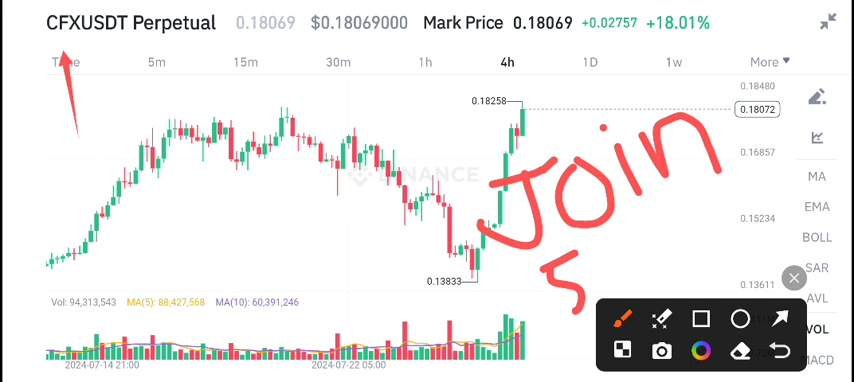 CFXUSDT Perpetual 0.18069 $0.18069000 Mark Price 0.18069 +0.02757 +18.01%
5m 15m 30m 1h 4h 1D 1w More
0.18480
0.18258
0.18072
0.16857
BINANCE
Join
MA
EMA
0.15234
BOLL
5
SAR
0.13833
0.13611
AVL
Vol: 94,313,543 MA(5): 88,427,568 MA(10): 60,391,246
VOL
MACD
2024-07-14 21:00 2024-07-22 05:00